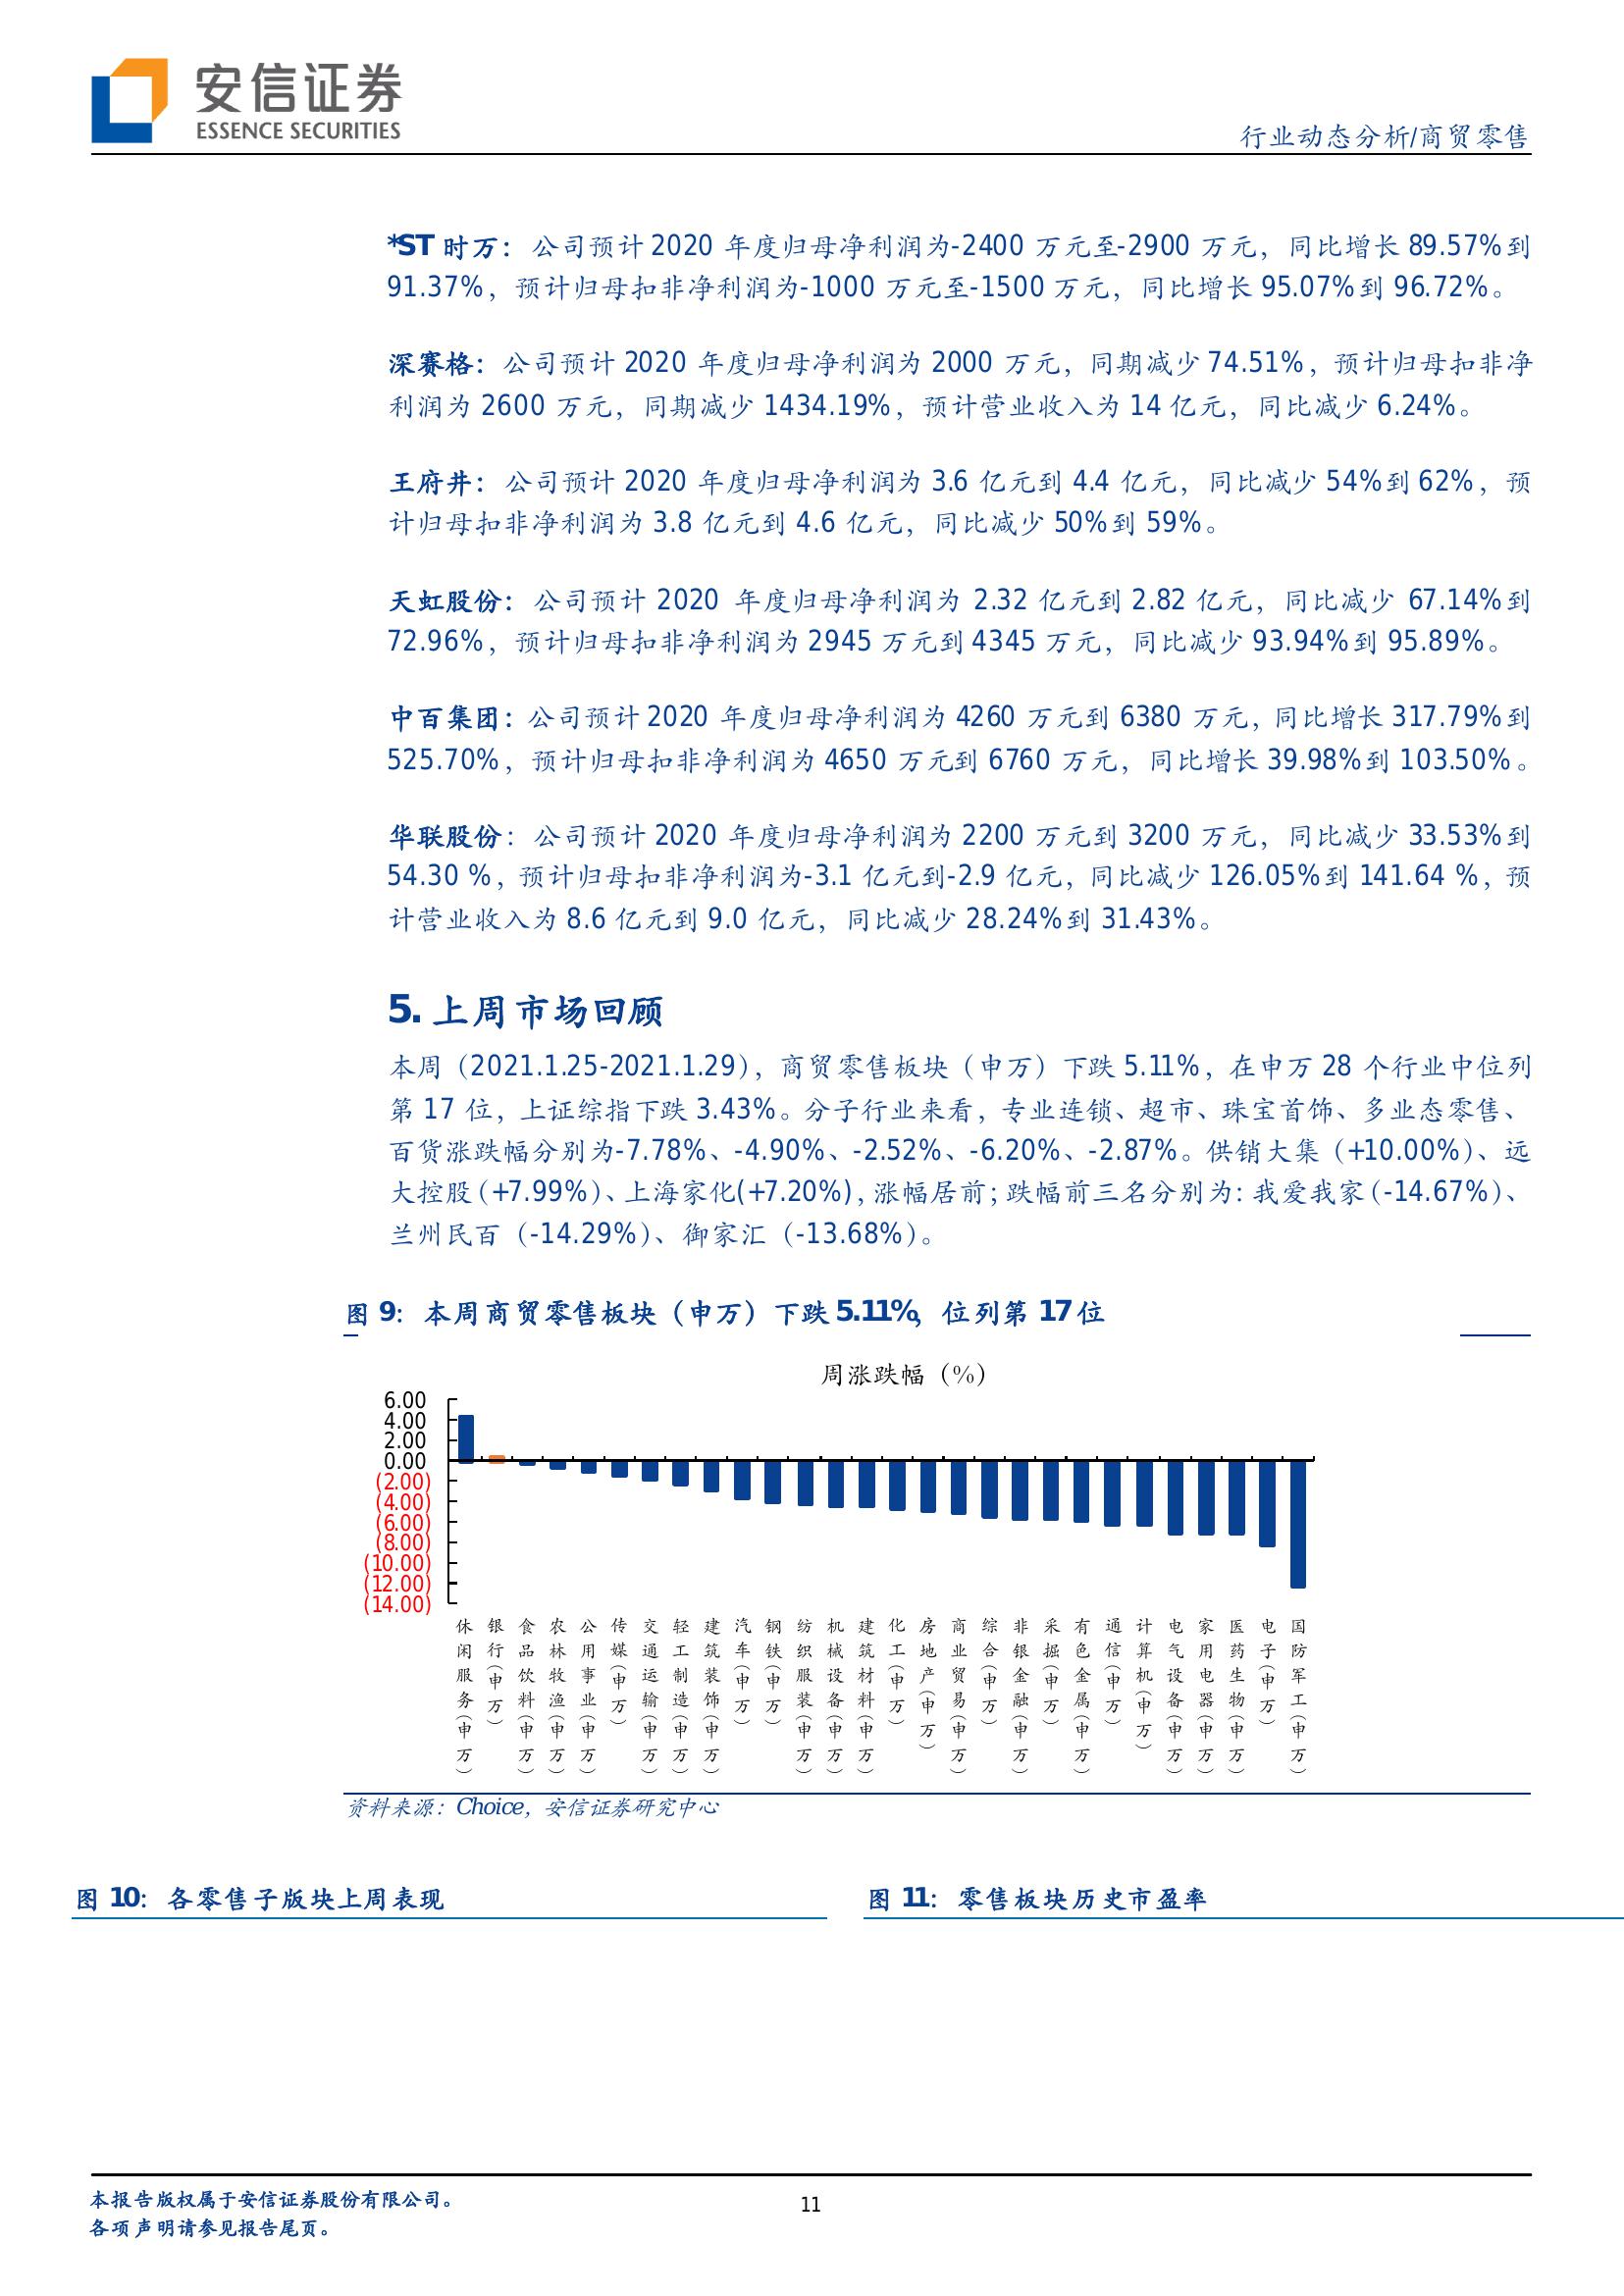 安信证券
ESSENCE SECURITIES
行业动态分析/商贸零售
*ST 时万：公司预计 2020 年度归母净利润为-2400 万元至-2900 万元，同比增长 89.57%到
91.37%，预计归母扣非净利润为-1000 万元至-1500 万元，同比增长 95.07%到 96.72%。
深赛格：公司预计 2020 年度归母净利润为 2000 万元，同期减少 74.51%，预计归母扣非净
利润为 2600 万元，同期减少 1434.19%，预计营业收入为 14 亿元，同比减少 6.24%。
王府井：公司预计 2020 年度归母净利润为 3.6 亿元到 4.4 亿元，同比减少 54%到 62%，预
计归母扣非净利润为 3.8 亿元到 4.6 亿元，同比减少 50%到 59%。
天虹股份：公司预计 2020 年度归母净利润为 2.32 亿元到 2.82 亿元，同比减少 67.14%到
72.96%，预计归母扣非净利润为 2945 万元到 4345 万元，同比减少 93.94%到 95.89%。
中百集团：公司预计 2020 年度归母净利润为 4260 万元到 6380 万元，同比增长 317.79%到
525.70%，预计归母扣非净利润为 4650 万元到 6760 万元，同比增长 39.98%到 103.50%。
华联股份：公司预计 2020 年度归母净利润为 2200 万元到 3200 万元，同比减少 33.53%到
54.30 %，预计归母扣非净利润为-3.1 亿元到-2.9 亿元，同比减少 126.05%到 141.64 %，预
计营业收入为 8.6 亿元到 9.0 亿元，同比减少 28.24%到 31.43%。
5. 上周市场回顾
本周（2021.1.25-2021.1.29），商贸零售板块（申万）下跌 5.11%，在申万 28 个行业中位列
第 17 位，上证综指下跌 3.43%。分子行业来看，专业连锁、超市、珠宝首饰、多业态零售、
百货涨跌幅分别为-7.78%、-4.90%、-2.52%、-6.20%、-2.87%。供销大集（+10.00%）、远
大控股（+7.99%）、上海家化(+7.20%)，涨幅居前；跌幅前三名分别为：我爱我家（-14.67%）、
兰州民百（-14.29%）、御家汇（-13.68%）。
图 9：本周商贸零售板块（申万）下跌 5.11%，位列第 17 位
周涨跌幅（%）
6.00
4.00
2.00
0.00
(2.00)
(4.00)
(6.00)
(8.00)
(10.00)
(12.00)
(14.00)
休闲服务（申万）
银行（申万）
食品饮料（申万）
农林牧渔（申万）
公用事业（申万）
传媒（申万）
交通运输（申万）
轻工制造（申万）
建筑装饰（申万）
汽车（申万）
钢铁（申万）
纺织服装（申万）
机械设备（申万）
建筑材料（申万）
化工（申万）
房地产（申万）
商业贸易（申万）
综合（申万）
非银金融（申万）
采掘（申万）
有色金属（申万）
通信（申万）
计算机（申万）
电气设备（申万）
家用电器（申万）
医药生物（申万）
电子（申万）
国防军工（申万）
资料来源：Choice，安信证券研究中心
图 10：各零售子版块上周表现
图 11：零售板块历史市盈率
本报告版权属于安信证券股份有限公司。
各项声明请参见报告尾页。
11